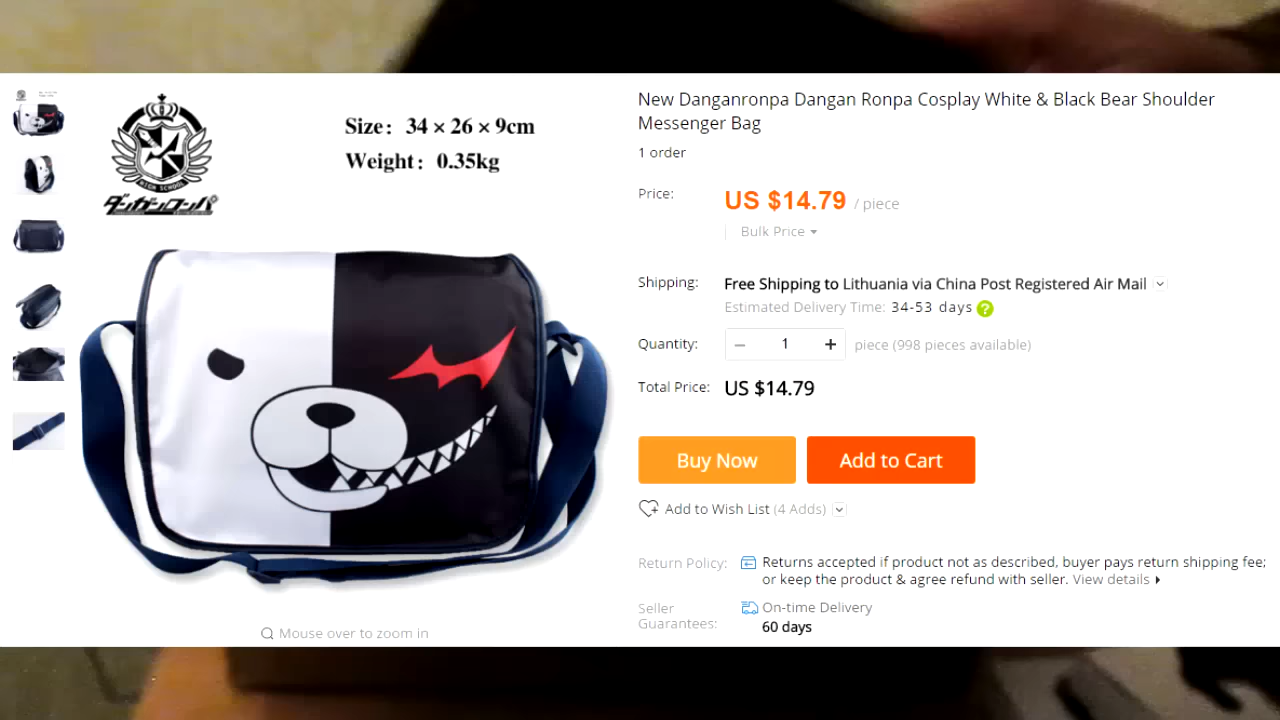 Size: 34 × 26 × 9cm
Weight: 0.35kg
HIGH SCHOOL
ダンガンロンパ
New Danganronpa Dangan Ronpa Cosplay White & Black Bear Shoulder
Messenger Bag
1 order
Price:
US $14.79 / piece
Bulk Price
Shipping:
Free Shipping to Lithuania via China Post Registered Air Mail
Estimated Delivery Time: 34-53 days ?
Quantity:
− 1 + piece (998 pieces available)
Total Price: US $14.79
Buy Now
Add to Cart
Add to Wish List (4 Adds)
Return Policy: Returns accepted if product not as described, buyer pays return shipping fee;
or keep the product & agree refund with seller. View details
Seller
Guarantees:
On-time Delivery
60 days
Mouse over to zoom in